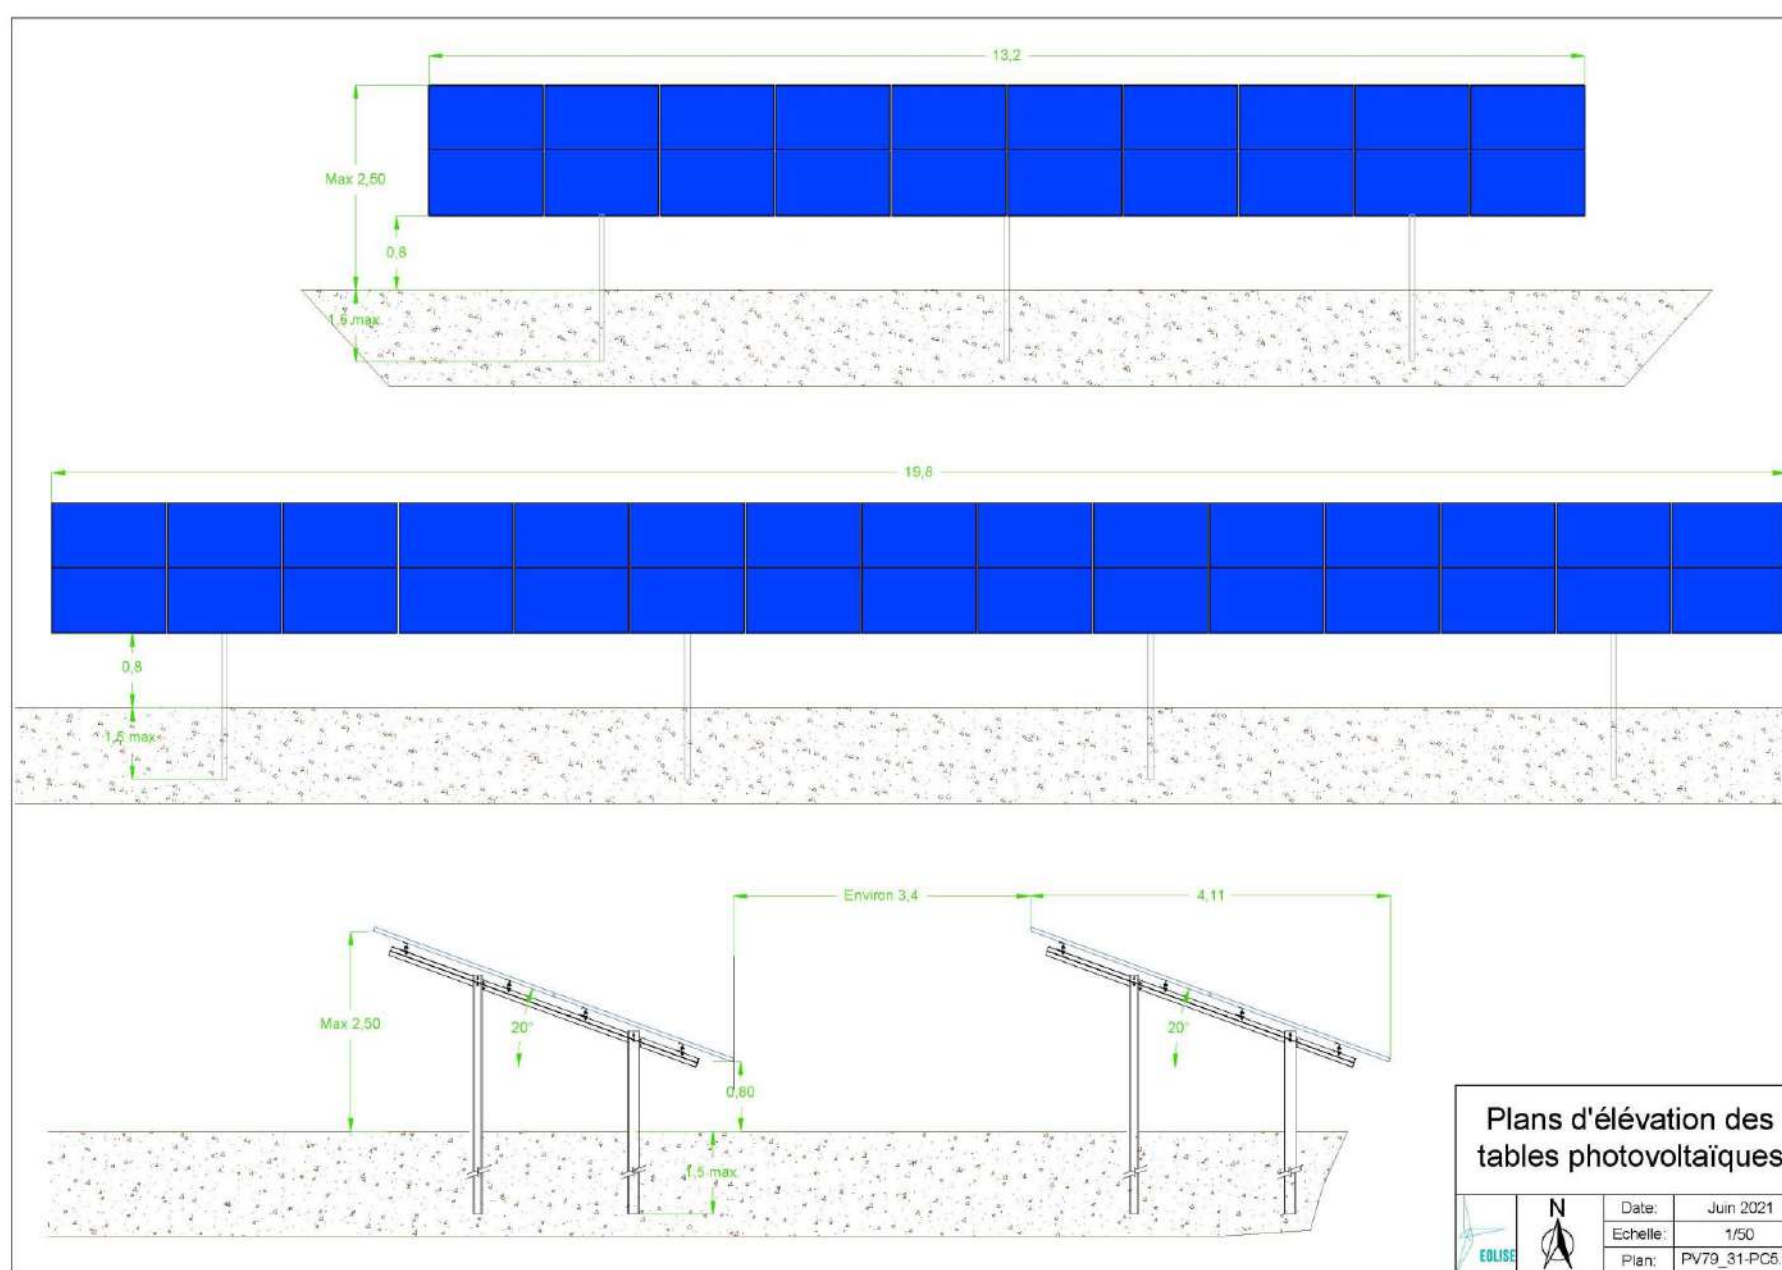 13,2
Max 2,50
0,8
1,5 max
19,8
0,8
1,5 max
Environ 3,4
4,11
Max 2,50
20°
20°
0,80
1,5 max
Plans d'élévation des
tables photovoltaïques
N
Date: Juin 2021
Echelle: 1/50
EOLISE
Plan: PV79_31-PC5